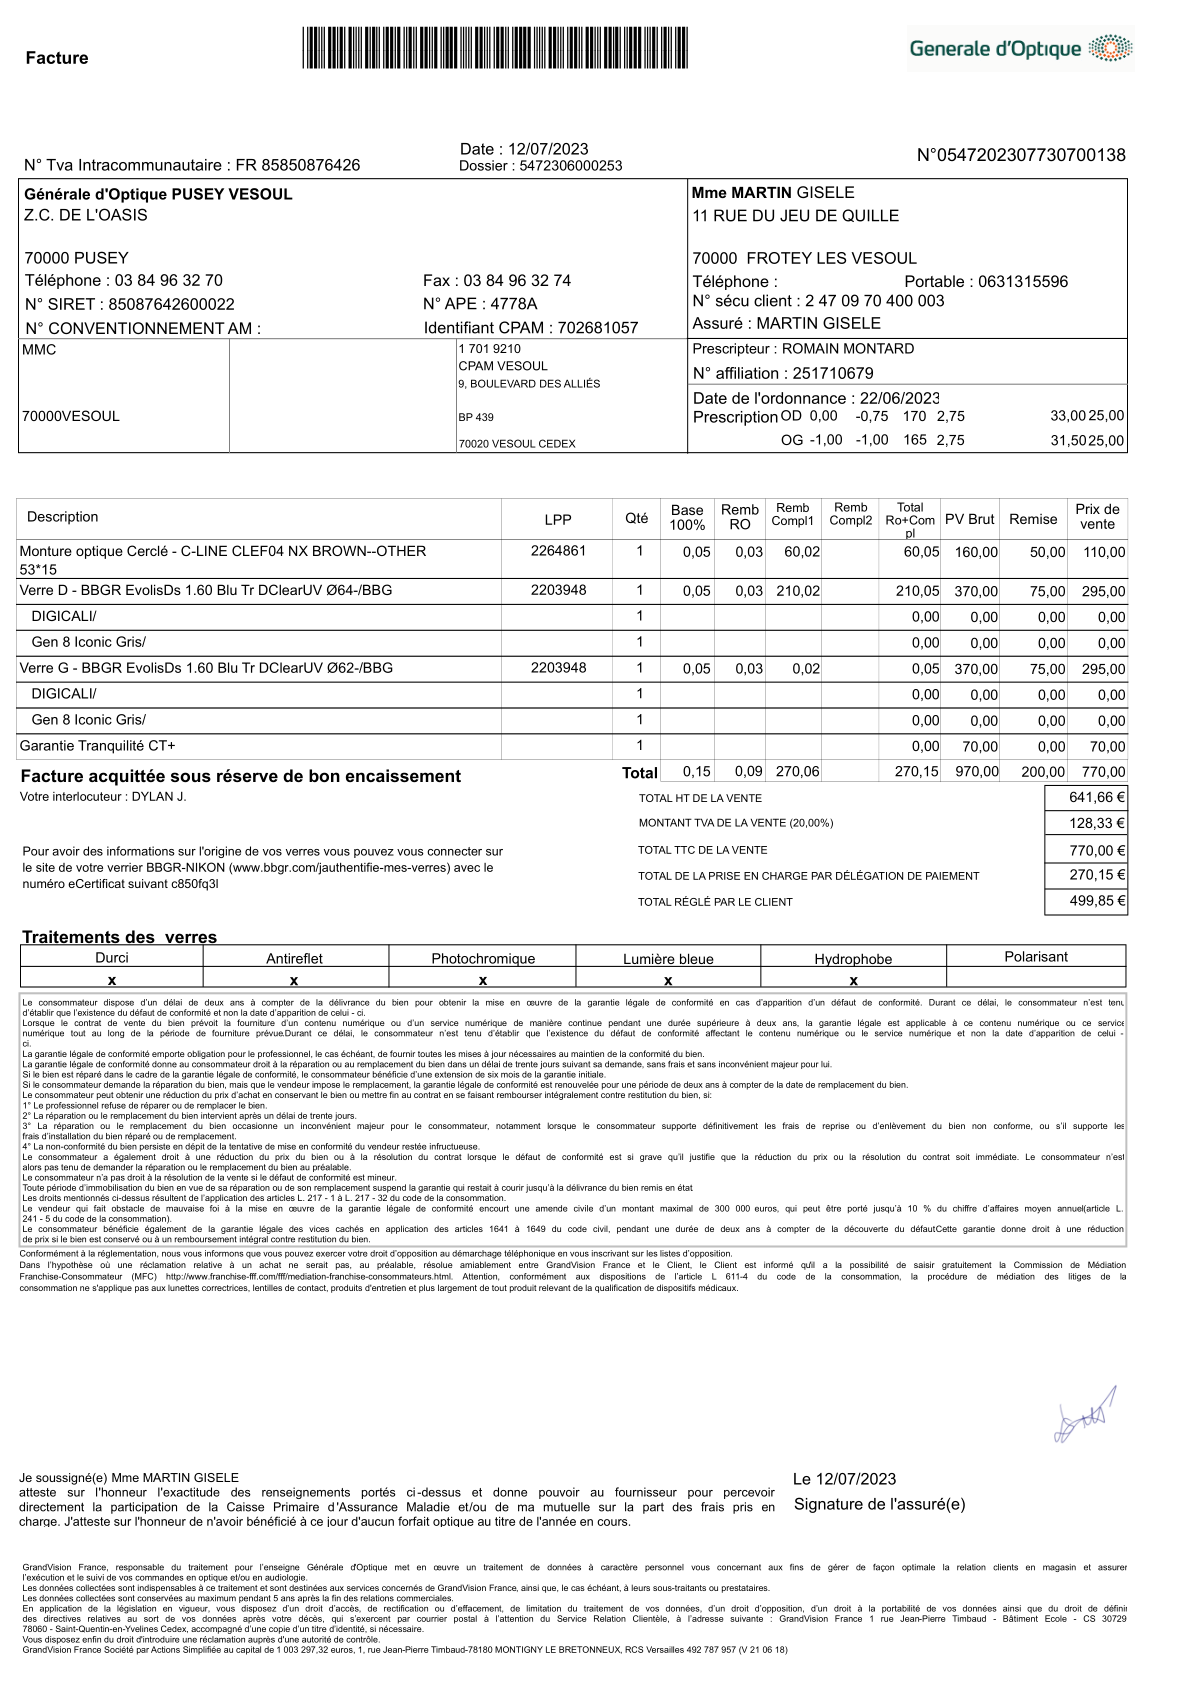 Facture
Generale d'Optique
N° Tva Intracommunautaire : FR 85850876426
Date : 12/07/2023
Dossier : 5472306000253
N°0547202307730700138
Générale d'Optique PUSEY VESOUL
Z.C. DE L'OASIS
70000 PUSEY
Téléphone : 03 84 96 32 70 Fax : 03 84 96 32 74
N° SIRET : 85087642600022 N° APE : 4778A
N° CONVENTIONNEMENT AM : Identifiant CPAM : 702681057
Mme MARTIN GISELE
11 RUE DU JEU DE QUILLE
70000 FROTEY LES VESOUL
Téléphone : Portable : 0631315596
N° sécu client : 2 47 09 70 400 003
Assuré : MARTIN GISELE
MMC
70000VESOUL
1 701 9210
CPAM VESOUL
9, BOULEVARD DES ALLIÉS
BP 439
70020 VESOUL CEDEX
Prescripteur : ROMAIN MONTARD
N° affiliation : 251710679
Date de l'ordonnance : 22/06/2023
Prescription OD 0,00 -0,75 170 2,75 33,00 25,00
OG -1,00 -1,00 165 2,75 31,50 25,00
Description LPP Qté Base 100% Remb RO Remb Compl1 Remb Compl2 Total Ro+Compl PV Brut Remise Prix de vente
Monture optique Cerclé - C-LINE CLEF04 NX BROWN--OTHER 2264861 1 0,05 0,03 60,02 60,05 160,00 50,00 110,00
53*15
Verre D - BBGR EvolisDs 1.60 Blu Tr DClearUV Ø64-/BBG 2203948 1 0,05 0,03 210,02 210,05 370,00 75,00 295,00
DIGICALI/ 1 0,00 0,00 0,00 0,00
Gen 8 Iconic Gris/ 1 0,00 0,00 0,00 0,00
Verre G - BBGR EvolisDs 1.60 Blu Tr DClearUV Ø62-/BBG 2203948 1 0,05 0,03 0,02 0,05 370,00 75,00 295,00
DIGICALI/ 1 0,00 0,00 0,00 0,00
Gen 8 Iconic Gris/ 1 0,00 0,00 0,00 0,00
Garantie Tranquilité CT+ 1 0,00 70,00 0,00 70,00
Facture acquittée sous réserve de bon encaissement Total 0,15 0,09 270,06 270,15 970,00 200,00 770,00
Votre interlocuteur : DYLAN J.
TOTAL HT DE LA VENTE 641,66 €
MONTANT TVA DE LA VENTE (20,00%) 128,33 €
TOTAL TTC DE LA VENTE 770,00 €
TOTAL DE LA PRISE EN CHARGE PAR DÉLÉGATION DE PAIEMENT 270,15 €
TOTAL RÉGLÉ PAR LE CLIENT 499,85 €
Pour avoir des informations sur l'origine de vos verres vous pouvez vous connecter sur
le site de votre verrier BBGR-NIKON (www.bbgr.com/jauthentifie-mes-verres) avec le
numéro eCertificat suivant c850fq3l
Traitements des verres
Durci Antireflet Photochromique Lumière bleue Hydrophobe Polarisant
x x x x x
Le consommateur dispose d'un délai de deux ans à compter de la délivrance du bien pour obtenir la mise en œuvre de la garantie légale de conformité en cas d'apparition d'un défaut de conformité. Durant ce délai, le consommateur n'est tenu
d'établir que l'existence du défaut de conformité et non la date d'apparition de celui - ci.
Lorsque le contrat de vente du bien prévoit la fourniture d'un contenu numérique ou d'un service numérique de manière continue pendant une durée supérieure à deux ans, la garantie légale est applicable à ce contenu numérique ou ce service
numérique tout au long de la période de fourniture prévue.Durant ce délai, le consommateur n'est tenu d'établir que l'existence du défaut de conformité affectant le contenu numérique ou le service numérique et non la date d'apparition de celui -
ci.
La garantie légale de conformité emporte obligation pour le professionnel, le cas échéant, de fournir toutes les mises à jour nécessaires au maintien de la conformité du bien.
La garantie légale de conformité donne au consommateur droit à la réparation ou au remplacement du bien dans un délai de trente jours suivant sa demande, sans frais et sans inconvénient majeur pour lui.
Si le bien est réparé dans le cadre de la garantie légale de conformité, le consommateur bénéficie d'une extension de six mois de la garantie initiale.
Si le consommateur demande la réparation du bien, mais que le vendeur impose le remplacement, la garantie légale de conformité est renouvelée pour une période de deux ans à compter de la date de remplacement du bien.
Le consommateur peut obtenir une réduction du prix d'achat en conservant le bien ou mettre fin au contrat en se faisant rembourser intégralement contre restitution du bien, si:
1° Le professionnel refuse de réparer ou de remplacer le bien.
2° La réparation ou le remplacement du bien intervient après un délai de trente jours.
3° La réparation ou le remplacement du bien occasionne un inconvénient majeur pour le consommateur, notamment lorsque le consommateur supporte définitivement les frais de reprise ou d'enlèvement du bien non conforme, ou s'il supporte les
frais d'installation du bien réparé ou de remplacement.
4° La non-conformité du bien persiste en dépit de la tentative de mise en conformité du vendeur restée infructueuse.
Le consommateur a également droit à une réduction du prix du bien ou à la résolution du contrat lorsque le défaut de conformité est si grave qu'il justifie que la réduction du prix ou la résolution du contrat soit immédiate. Le consommateur n'est
alors pas tenu de demander la réparation ou le remplacement du bien au préalable.
Le consommateur n'a pas droit à la résolution de la vente si le défaut de conformité est mineur.
Toute période d'immobilisation du bien en vue de sa réparation ou de son remplacement suspend la garantie qui restait à courir jusqu'à la délivrance du bien remis en état
Les droits mentionnés ci-dessus résultent de l'application des articles L. 217 - 1 à L. 217 - 32 du code de la consommation.
Le vendeur qui fait obstacle de mauvaise foi à la mise en œuvre de la garantie légale de conformité encourt une amende civile d'un montant maximal de 300 000 euros, qui peut être porté jusqu'à 10 % du chiffre d'affaires moyen annuel(article L.
241 - 5 du code de la consommation).
Le consommateur bénéficie également de la garantie légale des vices cachés en application des articles 1641 à 1649 du code civil, pendant une durée de deux ans à compter de la découverte du défautCette garantie donne droit à une réduction
de prix si le bien est conservé ou à un remboursement intégral contre restitution du bien.
Conformément à la réglementation, nous vous informons que vous pouvez exercer votre droit d'opposition au démarchage téléphonique en vous inscrivant sur les listes d'opposition.
Dans l'hypothèse où une réclamation relative à un achat ne serait pas, au préalable, résolue amiablement entre GrandVision France et le Client, le Client est informé qu'il a la possibilité de saisir gratuitement la Commission de Médiation
Franchise-Consommateur (MFC) http://www.franchise-fff.com/fff/mediation-franchise-consommateurs.html. Attention, conformément aux dispositions de l'article L 611-4 du code de la consommation, la procédure de médiation des litiges de la
consommation ne s'applique pas aux lunettes correctrices, lentilles de contact, produits d'entretien et plus largement de tout produit relevant de la qualification de dispositifs médicaux.
Je soussigné(e) Mme MARTIN GISELE
atteste sur l'honneur l'exactitude des renseignements portés ci-dessus et donne pouvoir au fournisseur pour percevoir
directement la participation de la Caisse Primaire d'Assurance Maladie et/ou de ma mutuelle sur la part des frais pris en
charge. J'atteste sur l'honneur de n'avoir bénéficié à ce jour d'aucun forfait optique au titre de l'année en cours.
Le 12/07/2023
Signature de l'assuré(e)
GrandVision France, responsable du traitement pour l'enseigne Générale d'Optique met en œuvre un traitement de données à caractère personnel vous concernant aux fins de gérer de façon optimale la relation clients en magasin et assurer
l'exécution et le suivi de vos commandes en optique et/ou en audiologie.
Les données collectées sont indispensables à ce traitement et sont destinées aux services concernés de GrandVision France, ainsi que, le cas échéant, à leurs sous-traitants ou prestataires.
Les données collectées sont conservées au maximum pendant 5 ans après la fin des relations commerciales.
En application de la législation en vigueur, vous disposez d'un droit d'accès, de rectification ou d'effacement, de limitation du traitement de vos données, d'un droit d'opposition, d'un droit à la portabilité de vos données ainsi que du droit de définir
des directives relatives au sort de vos données après votre décès, qui s'exercent par courrier postal à l'attention du Service Relation Clientèle, à l'adresse suivante : GrandVision France 1 rue Jean-Pierre Timbaud - Bâtiment Ecole - CS 30729
78060 - Saint-Quentin-en-Yvelines Cedex, accompagné d'une copie d'un titre d'identité, si nécessaire.
Vous disposez enfin du droit d'introduire une réclamation auprès d'une autorité de contrôle.
GrandVision France Société par Actions Simplifiée au capital de 1 003 297,32 euros, 1, rue Jean-Pierre Timbaud-78180 MONTIGNY LE BRETONNEUX, RCS Versailles 492 787 957 (V 21 06 18)